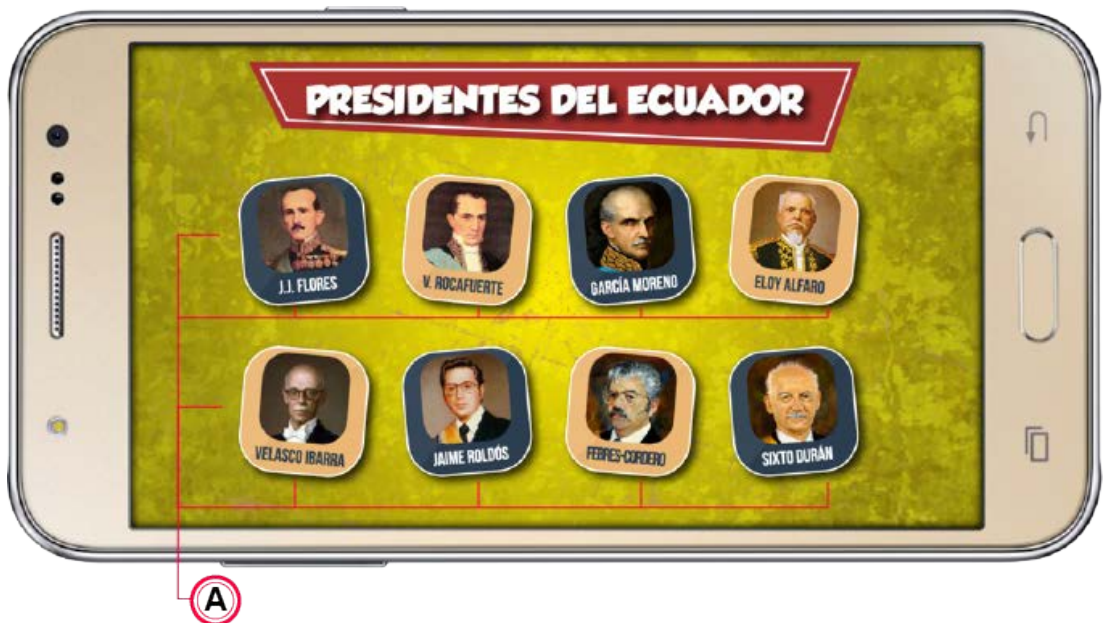 PRESIDENTES DEL ECUADOR
J.J. FLORES
V. ROCAFUERTE
GARCÍA MORENO
ELOY ALFARO
VELASCO IBARRA
JAIME ROLDÓS
FEBRES-CORDERO
SIXTO DURÁN
A